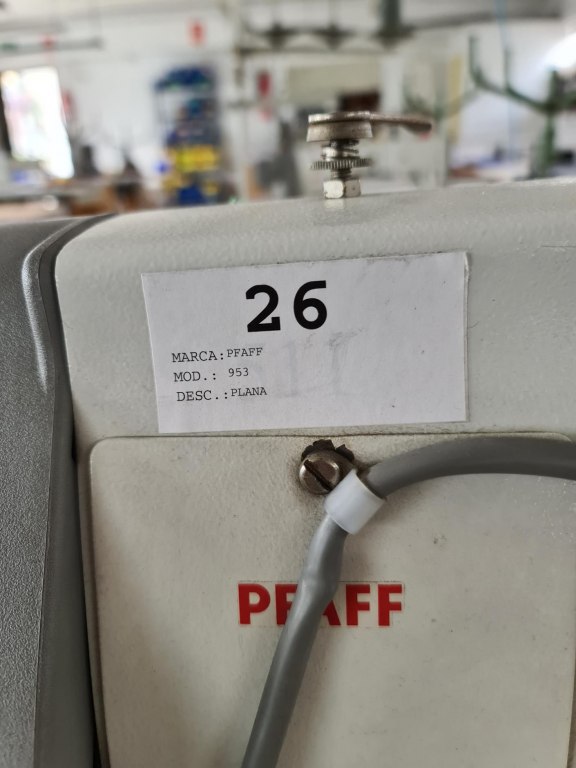 26
MARCA:PFAFF
MOD.: 953
DESC.:PLANA
PFAFF